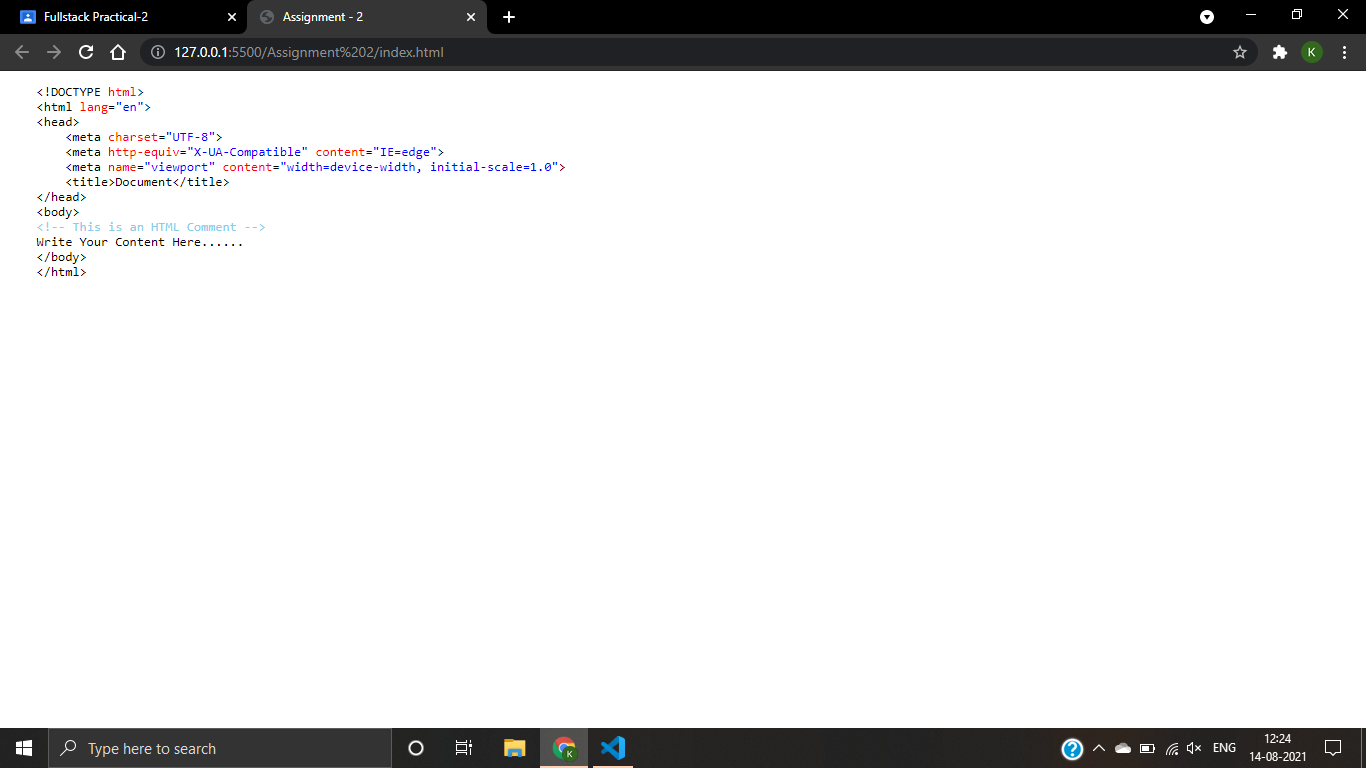 Fullstack Practical-2
Assignment - 2
127.0.0.1:5500/Assignment%202/index.html
K
<!DOCTYPE html>
<html lang="en">
<head>
    <meta charset="UTF-8">
    <meta http-equiv="X-UA-Compatible" content="IE=edge">
    <meta name="viewport" content="width=device-width, initial-scale=1.0">
    <title>Document</title>
</head>
<body>
<!-- This is an HTML Comment -->
Write Your Content Here......
</body>
</html>
Type here to search
K
ENG
12:24
14-08-2021